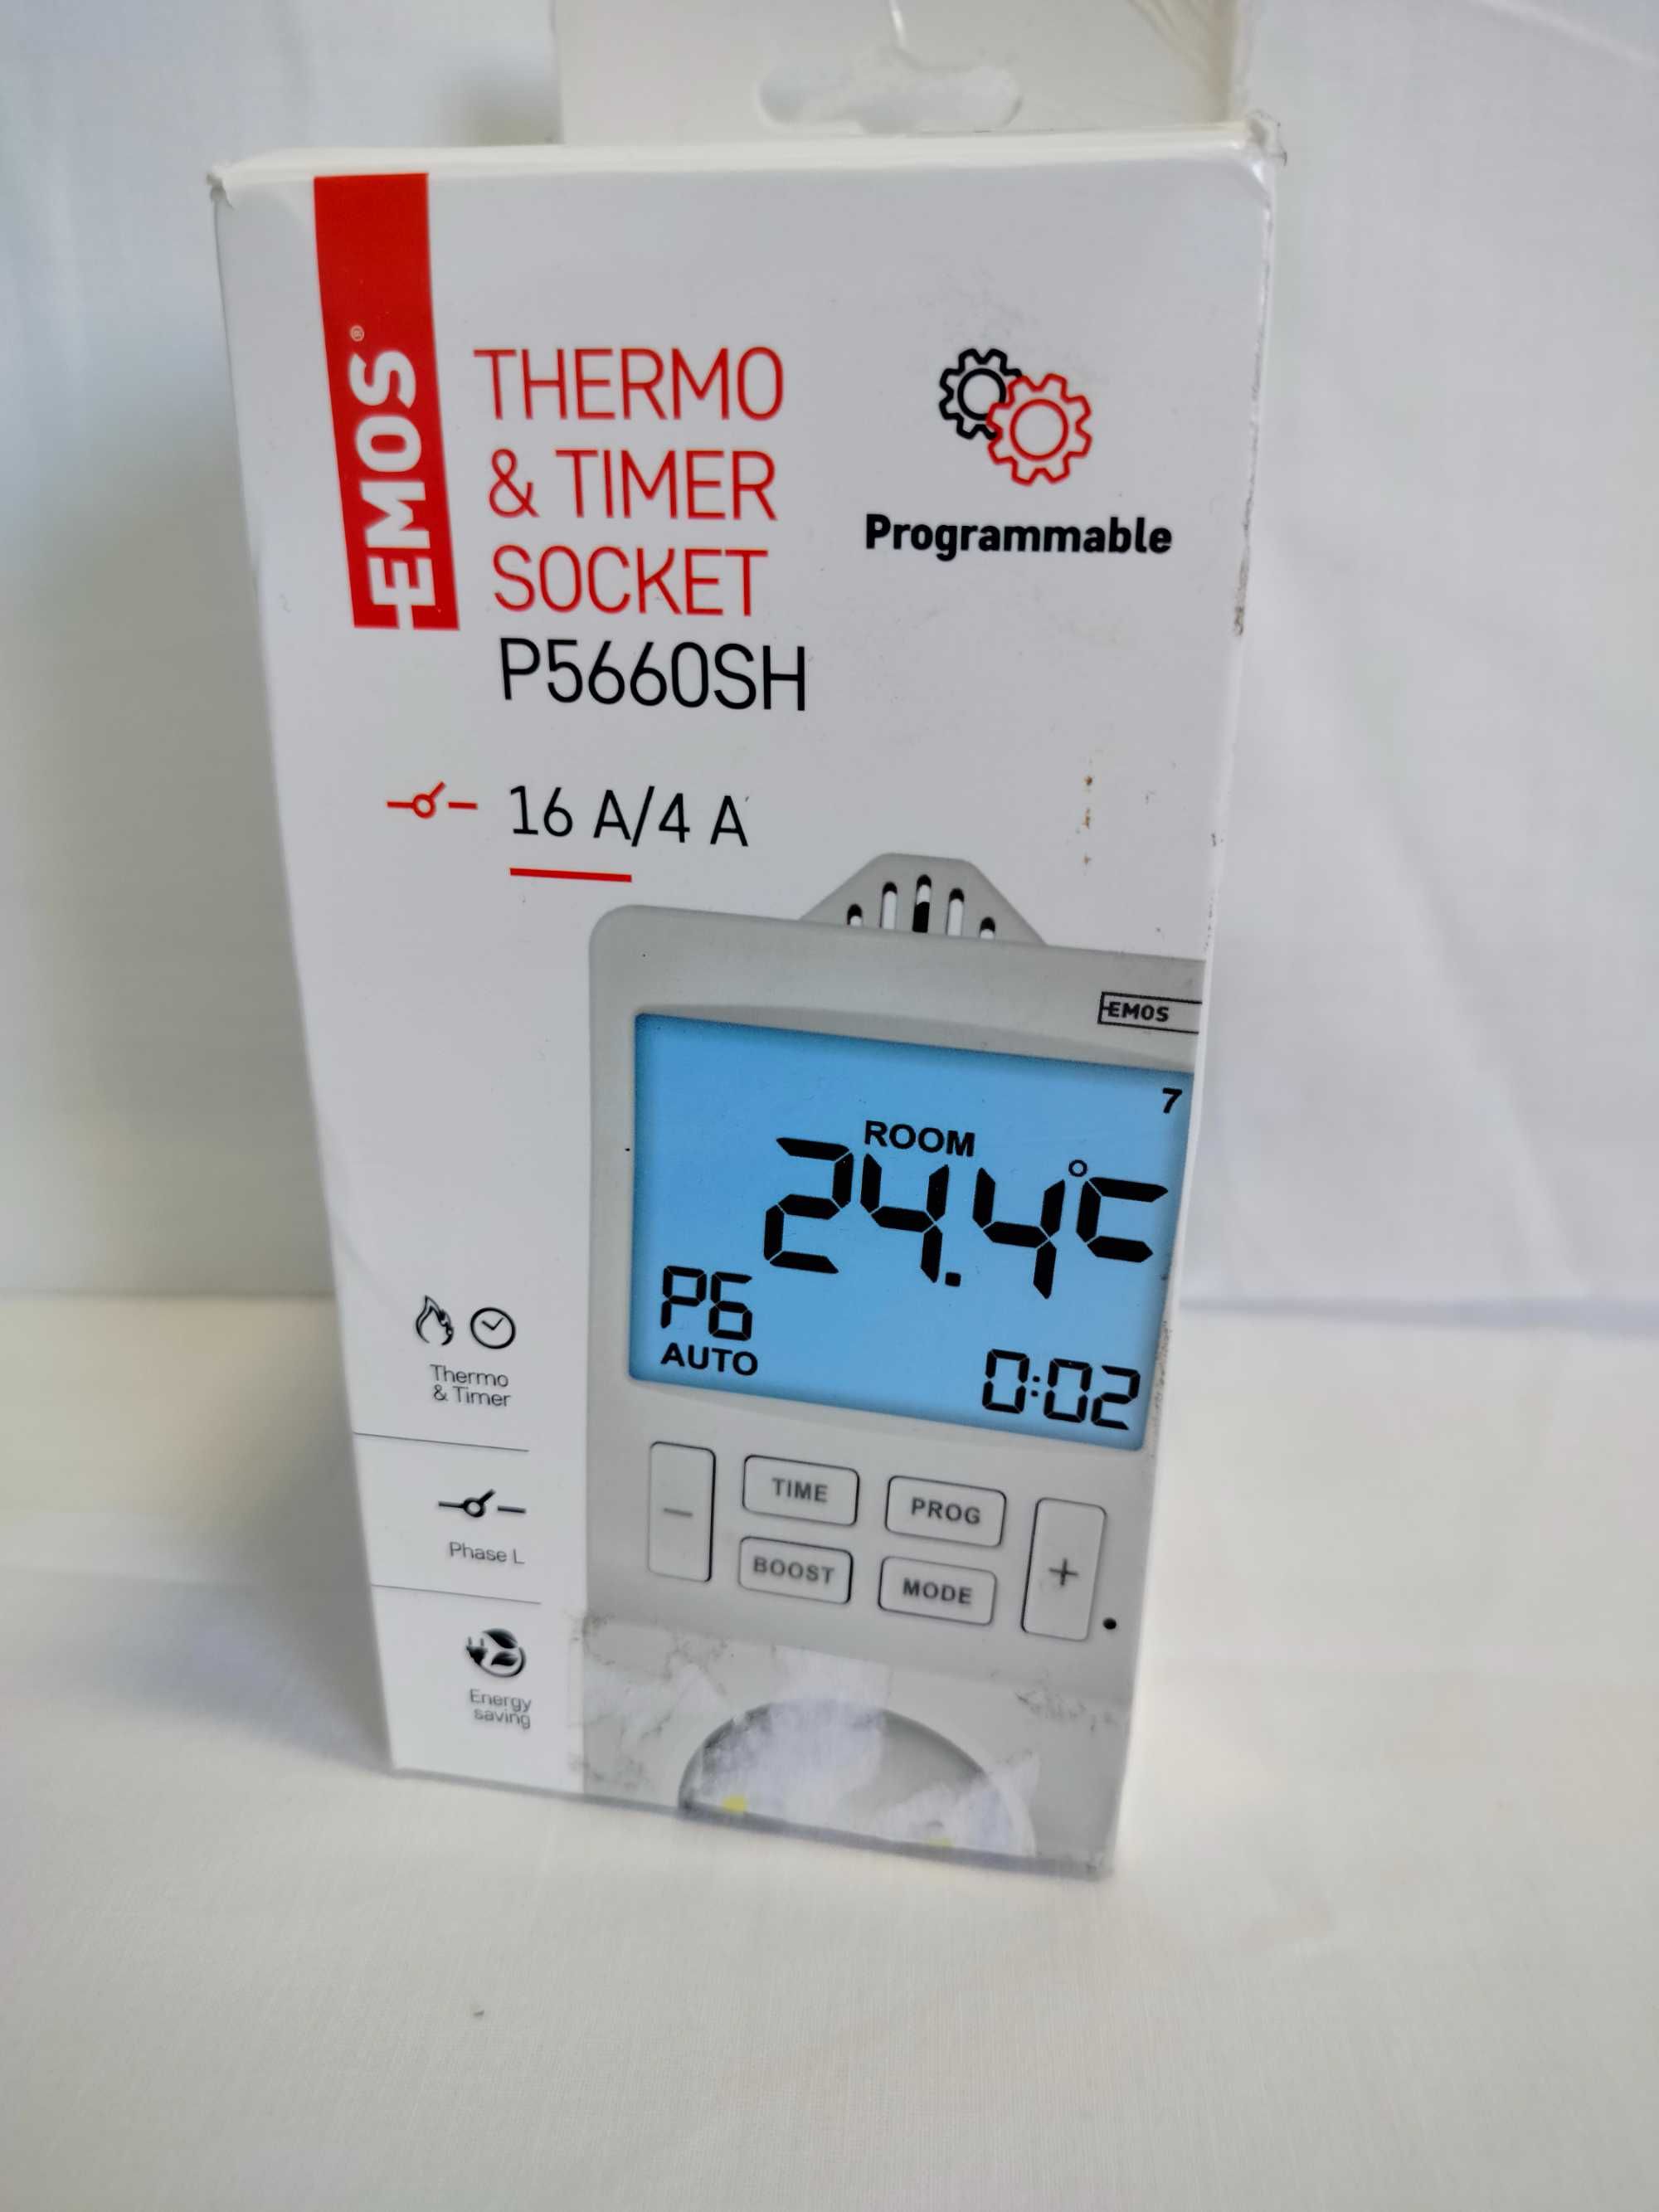 EMOS®
THERMO
& TIMER
SOCKET
P5660SH
Programmable
16 A/4 A
EMOS
7
ROOM
24.4°C
P6
AUTO
0:02
TIME
PROG
BOOST
MODE
-
+
Thermo
& Timer
Phase L
Energy
saving